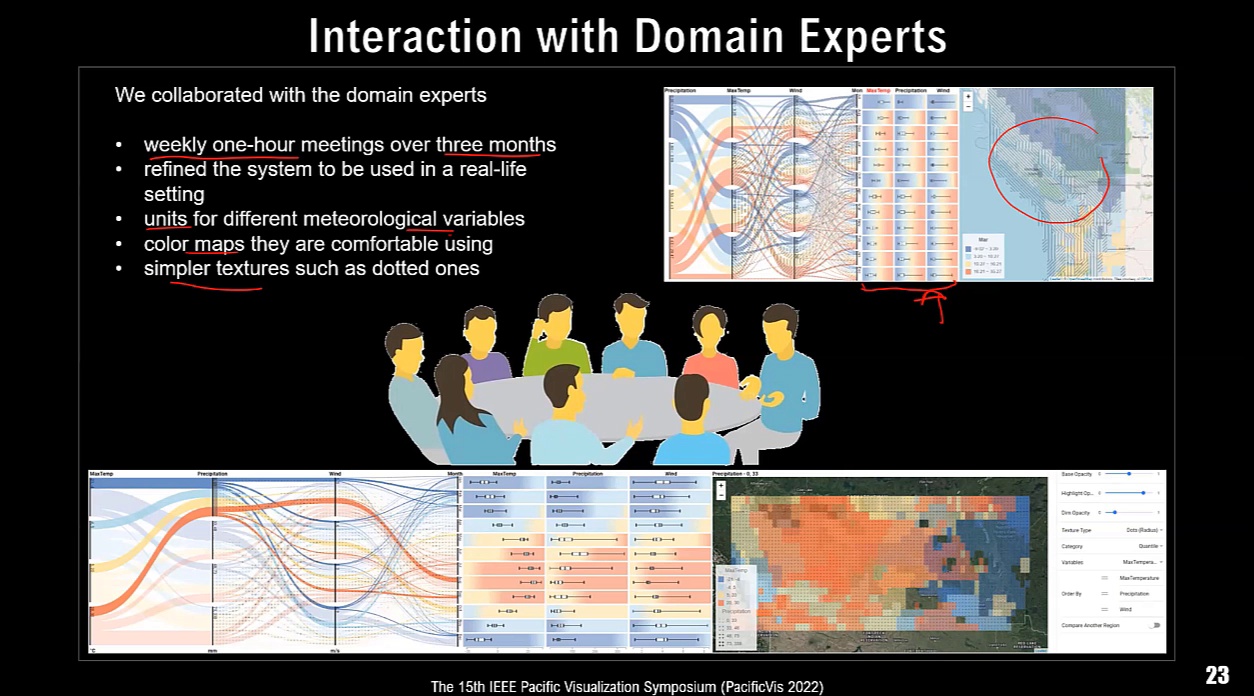 Interaction with Domain Experts
We collaborated with the domain experts
• weekly one-hour meetings over three months
• refined the system to be used in a real-life
setting
• units for different meteorological variables
• color maps they are comfortable using
• simpler textures such as dotted ones
Precipitation MaxTemp Wind Mon MaxTemp Precipitation Wind
+
−
Mar
MaxTemp Precipitation Wind Month MaxTemp Precipitation Wind Precipitation - 0, 33
+
−
MaxTemp
Precipitation
°C mm m/s
Base Opacity
Highlight Op...
Dim Opacity
Texture Type Dots (Radius)
Category Quantile
Variables MaxTempera...
MaxTemperature
Order By Precipitation
Wind
Compare Another Region
The 15th IEEE Pacific Visualization Symposium (PacificVis 2022)
23